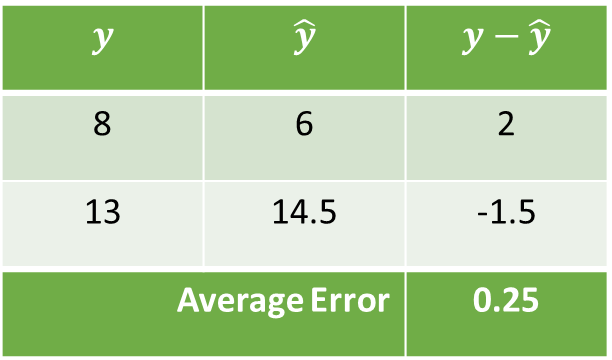 y ŷ y − ŷ
8 6 2
13 14.5 -1.5
Average Error 0.25